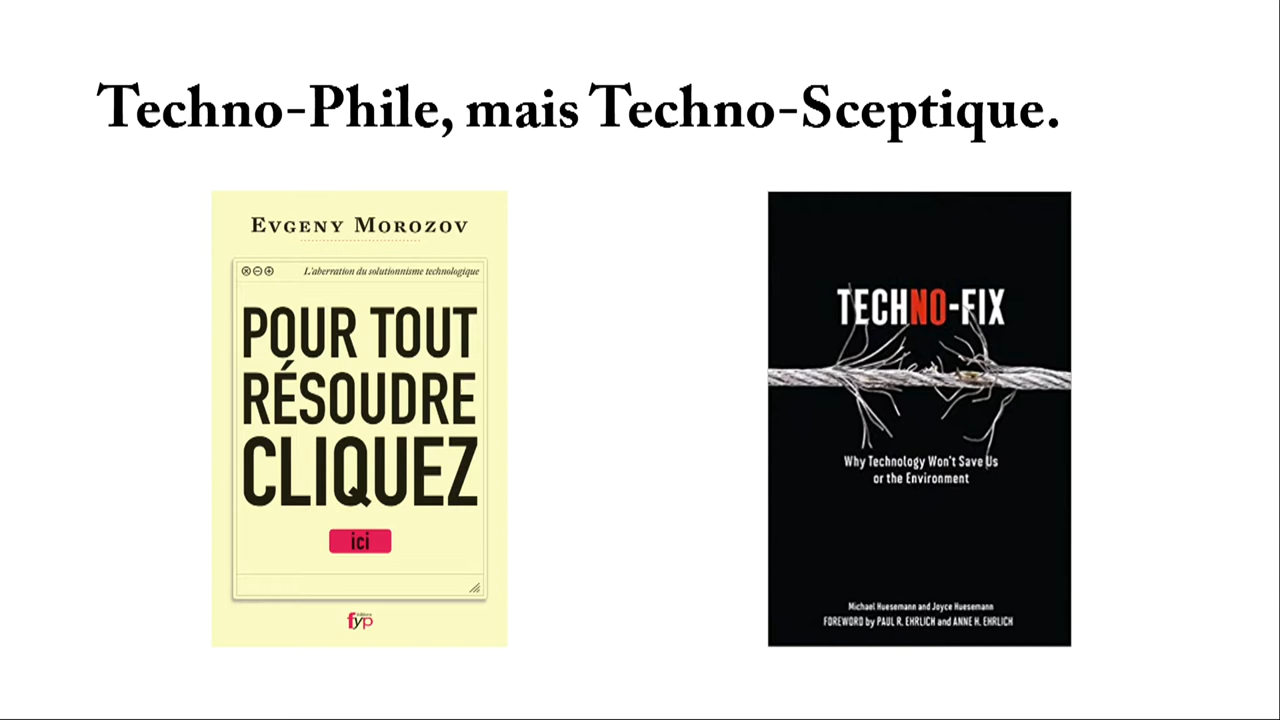 Techno-Phile, mais Techno-Sceptique.
Evgeny Morozov
L'aberration du solutionnisme technologique
POUR TOUT
RÉSOUDRE
CLIQUEZ
ici
éditions
fyp
TECHNO-FIX
Why Technology Won't Save Us
or the Environment
Michael Huesemann and Joyce Huesemann
FOREWORD by PAUL R. EHRLICH and ANNE H. EHRLICH